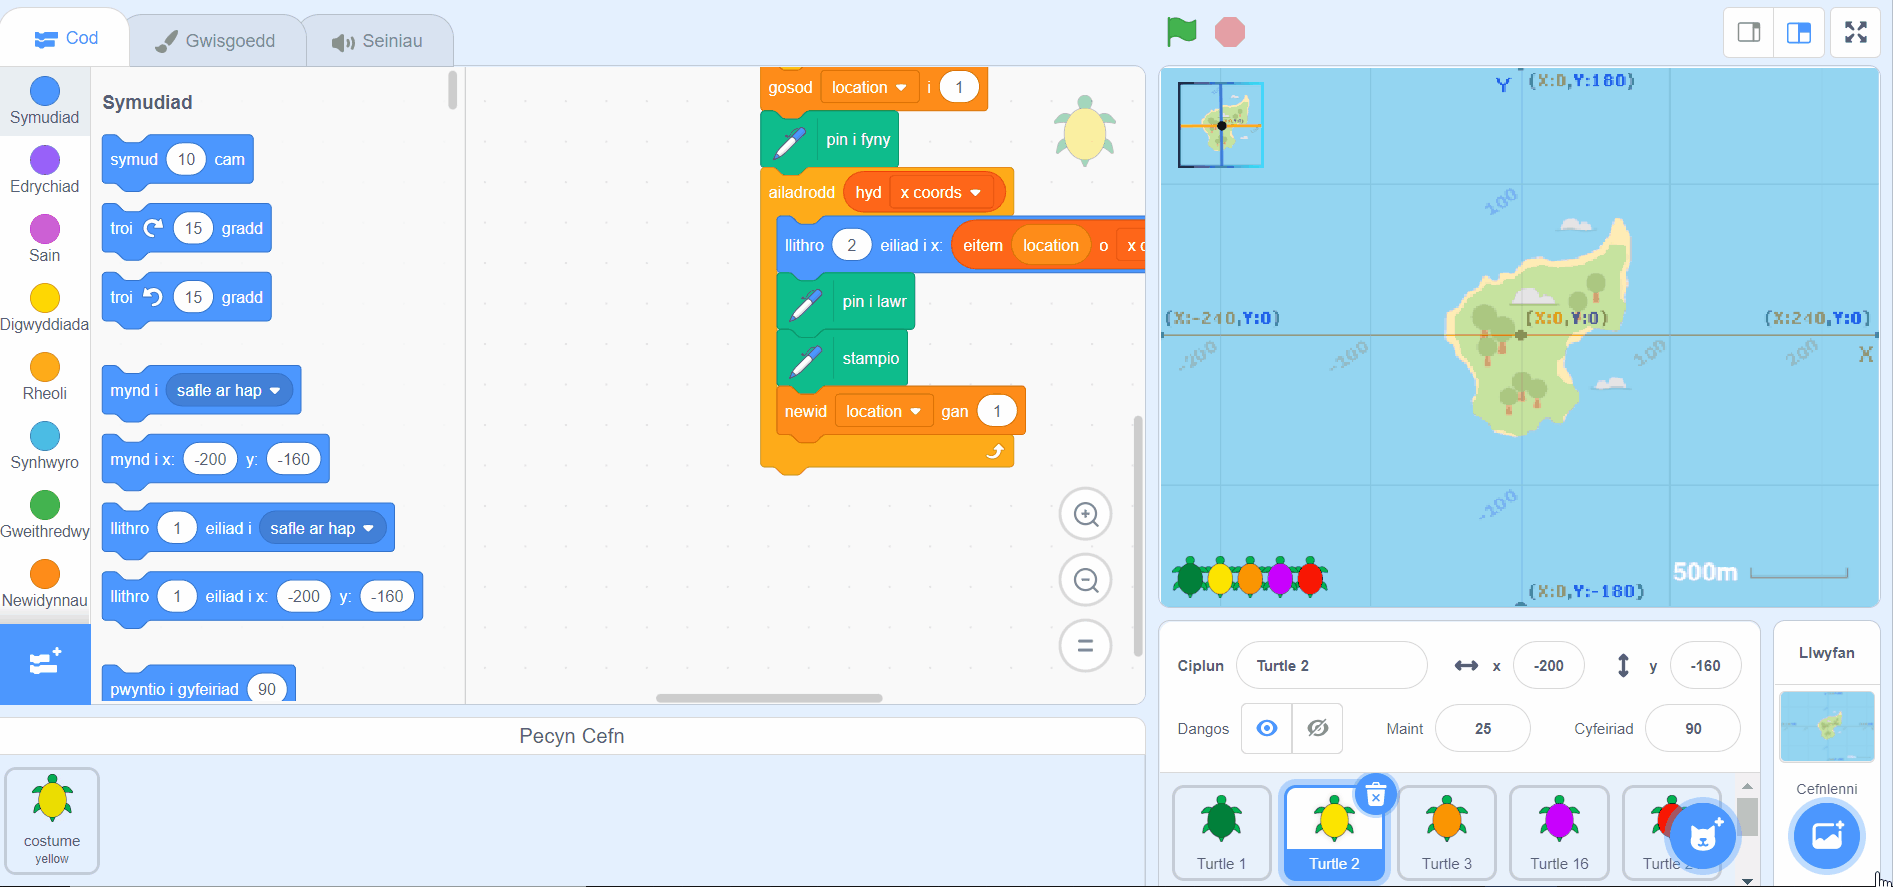 Cod
Gwisgoedd
Seiniau
Symudiad
Edrychiad
Sain
Digwyddiada
Rheoli
Synhwyro
Gweithredwy
Newidynnau
Symudiad
symud 10 cam
troi 15 gradd
troi 15 gradd
mynd i safle ar hap
mynd i x: -200 y: -160
llithro 1 eiliad i safle ar hap
llithro 1 eiliad i x: -200 y: -160
pwyntio i gyfeiriad 90
gosod location i 1
pin i fyny
ailadrodd hyd x coords
llithro 2 eiliad i x: eitem location o x c
pin i lawr
stampio
newid location gan 1
Pecyn Cefn
costume
yellow
Y (X:0,Y:180)
100
(X:-240,Y:0) (X:0,Y:0) (X:240,Y:0)
-200 -100 100 200 X
-100
500m
(X:0,Y:-180)
Ciplun Turtle 2 x -200 y -160
Dangos Maint 25 Cyfeiriad 90
Turtle 1
Turtle 2
Turtle 3
Turtle 16
Turtle 2
Llwyfan
Cefnlenni